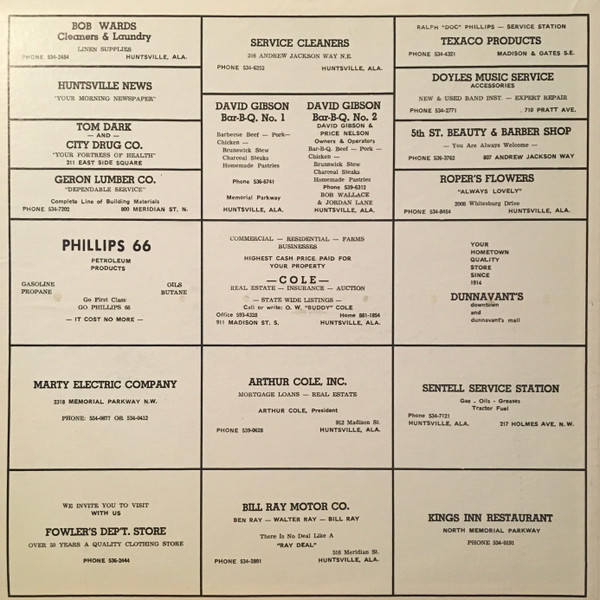 BOB WARDS
Cleaners & Laundry
LINEN SUPPLIES
PHONE 534-2484 HUNTSVILLE, ALA.
HUNTSVILLE NEWS
"YOUR MORNING NEWSPAPER"
TOM DARK
— AND —
CITY DRUG CO.
"YOUR FORTRESS OF HEALTH"
211 EAST SIDE SQUARE
GERON LUMBER CO.
"DEPENDABLE SERVICE"
Complete Line of Building Materials
PHONE 534-7202 800 MERIDIAN ST. N.
SERVICE CLEANERS
216 ANDREW JACKSON WAY N.E.
PHONE 534-6252 HUNTSVILLE, ALA.
DAVID GIBSON
Bar-B-Q. No. 1
Barbecue Beef — Pork—
Chicken —
Brunswick Stew
Charcoal Steaks
Homemade Pastries
Phone 536-6741
Memorial Parkway
HUNTSVILLE, ALA.
DAVID GIBSON
Bar-B-Q. No. 2
DAVID GIBSON &
PRICE NELSON
Owners & Operators
Bar-B-Q. Beef — Pork —
Chicken —
Brunswick Stew
Charcoal Steaks
Homemade Pastries
Phone 539-6312
BOB WALLACE
& JORDAN LANE
HUNTSVILLE, ALA.
RALPH "DOC" PHILLIPS — SERVICE STATION
TEXACO PRODUCTS
PHONE 534-4321 MADISON & GATES S.E.
DOYLES MUSIC SERVICE
ACCESSORIES
NEW & USED BAND INST. — EXPERT REPAIR
PHONE 534-2771 710 PRATT AVE.
5th ST. BEAUTY & BARBER SHOP
— You Are Always Welcome —
PHONE 536-3762 807 ANDREW JACKSON WAY
ROPER'S FLOWERS
"ALWAYS LOVELY"
2008 Whitesburg Drive
PHONE 534-8454 HUNTSVILLE, ALA.
PHILLIPS 66
PETROLEUM
PRODUCTS
GASOLINE OILS
PROPANE BUTANE
Go First Class
GO PHILLIPS 66
— IT COST NO MORE —
COMMERCIAL — RESIDENTIAL — FARMS
BUSINESSES
HIGHEST CASH PRICE PAID FOR
YOUR PROPERTY
— COLE —
REAL ESTATE — INSURANCE — AUCTION
— STATE WIDE LISTINGS —
Call or write: O. W. "BUDDY" COLE
Office 593-4333 Home 881-1854
911 MADISON ST. S. HUNTSVILLE, ALA.
YOUR
HOMETOWN
QUALITY
STORE
SINCE
1914
DUNNAVANT'S
downtown
and
dunnavant's mall
MARTY ELECTRIC COMPANY
2318 MEMORIAL PARKWAY N.W.
PHONE: 534-0877 OR 534-0412
ARTHUR COLE, INC.
MORTGAGE LOANS — REAL ESTATE
ARTHUR COLE, President
912 Madison St.
PHONE 539-0628 HUNTSVILLE, ALA.
SENTELL SERVICE STATION
Gas - Oils - Greases
Tractor Fuel
Phone 534-7121
HUNTSVILLE, ALA. 217 HOLMES AVE, N.W.
WE INVITE YOU TO VISIT
WITH US
FOWLER'S DEP'T. STORE
OVER 50 YEARS A QUALITY CLOTHING STORE
PHONE 536-2444
BILL RAY MOTOR CO.
BEN RAY — WALTER RAY — BILL RAY
There Is No Deal Like A
"RAY DEAL"
516 Meridian St.
PHONE 534-2891 HUNTSVILLE, ALA.
KINGS INN RESTAURANT
NORTH MEMORIAL PARKWAY
PHONE 534-9191